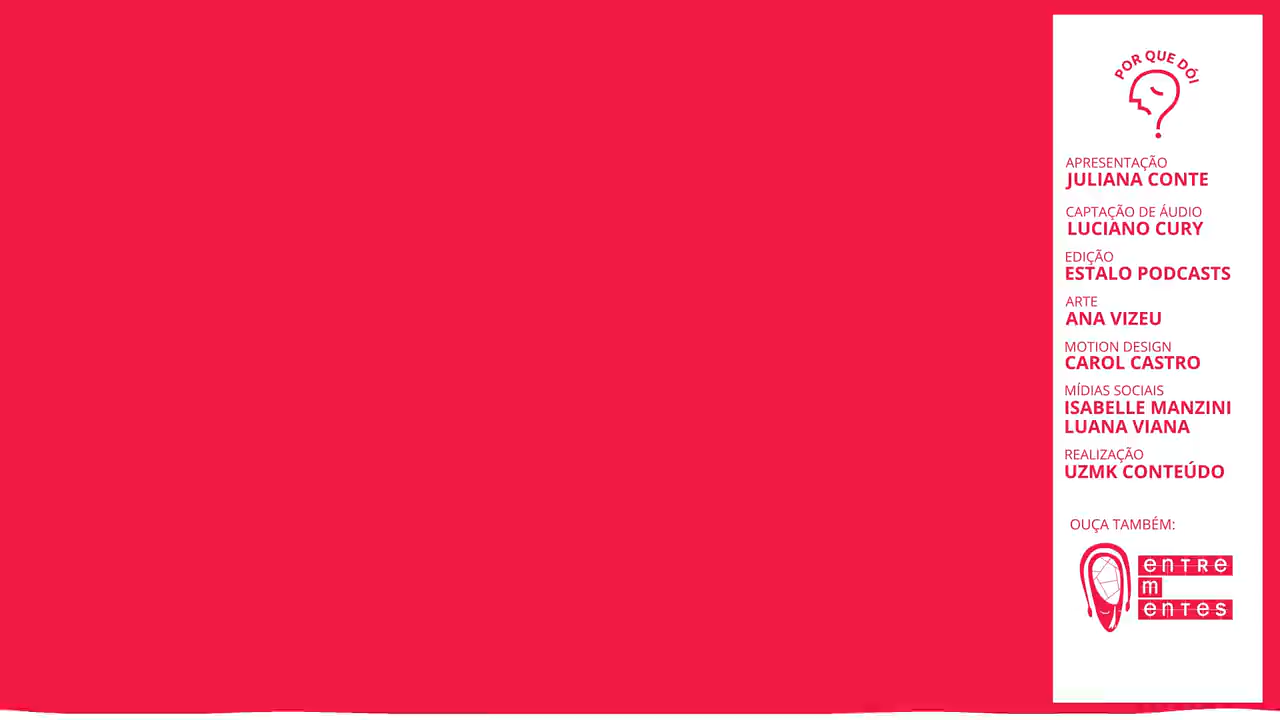 POR QUE DÓI
APRESENTAÇÃO
JULIANA CONTE
CAPTAÇÃO DE ÁUDIO
LUCIANO CURY
EDIÇÃO
ESTALO PODCASTS
ARTE
ANA VIZEU
MOTION DESIGN
CAROL CASTRO
MÍDIAS SOCIAIS
ISABELLE MANZINI
LUANA VIANA
REALIZAÇÃO
UZMK CONTEÚDO
OUÇA TAMBÉM:
entre
m
entes